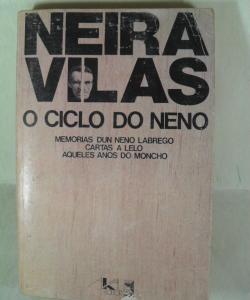 NEIRA
VILAS
O CICLO DO NENO
MEMORIAS DUN NENO LABREGO
CARTAS A LELO
AQUELES ANOS DO MONCHO